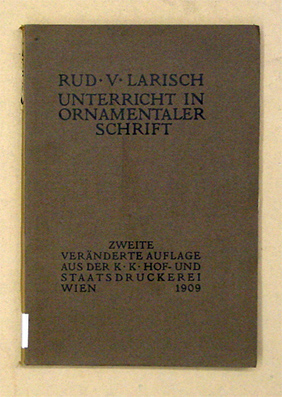 RUD·V·LARISCH
UNTERRICHT IN
ORNAMENTALER
SCHRIFT
ZWEITE
VERÄNDERTE AUFLAGE
AUS DER K·K·HOF-UND
STAATSDRUCKEREI
WIEN 1909